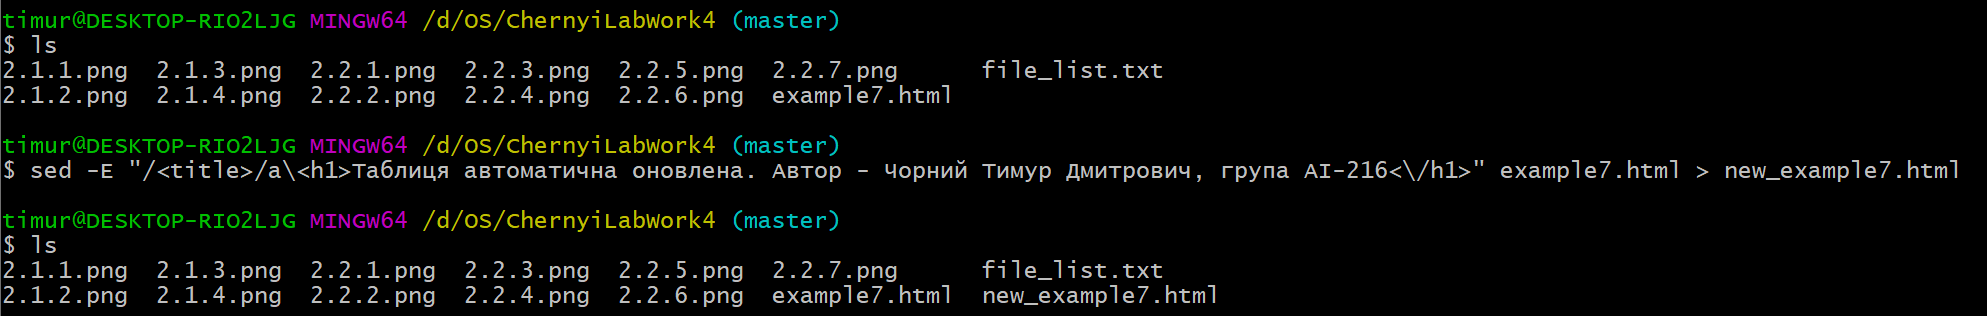 timur@DESKTOP-RIO2LJG MINGW64 /d/OS/ChernyiLabWork4 (master)
$ ls
2.1.1.png  2.1.3.png  2.2.1.png  2.2.3.png  2.2.5.png  2.2.7.png      file_list.txt
2.1.2.png  2.1.4.png  2.2.2.png  2.2.4.png  2.2.6.png  example7.html
timur@DESKTOP-RIO2LJG MINGW64 /d/OS/ChernyiLabWork4 (master)
$ sed -E "/<title>/a\<h1>Таблиця автоматична оновлена. Автор - Чорний Тимур Дмитрович, група АІ-216<\/h1>" example7.html > new_example7.html
timur@DESKTOP-RIO2LJG MINGW64 /d/OS/ChernyiLabWork4 (master)
$ ls
2.1.1.png  2.1.3.png  2.2.1.png  2.2.3.png  2.2.5.png  2.2.7.png      file_list.txt
2.1.2.png  2.1.4.png  2.2.2.png  2.2.4.png  2.2.6.png  example7.html  new_example7.html